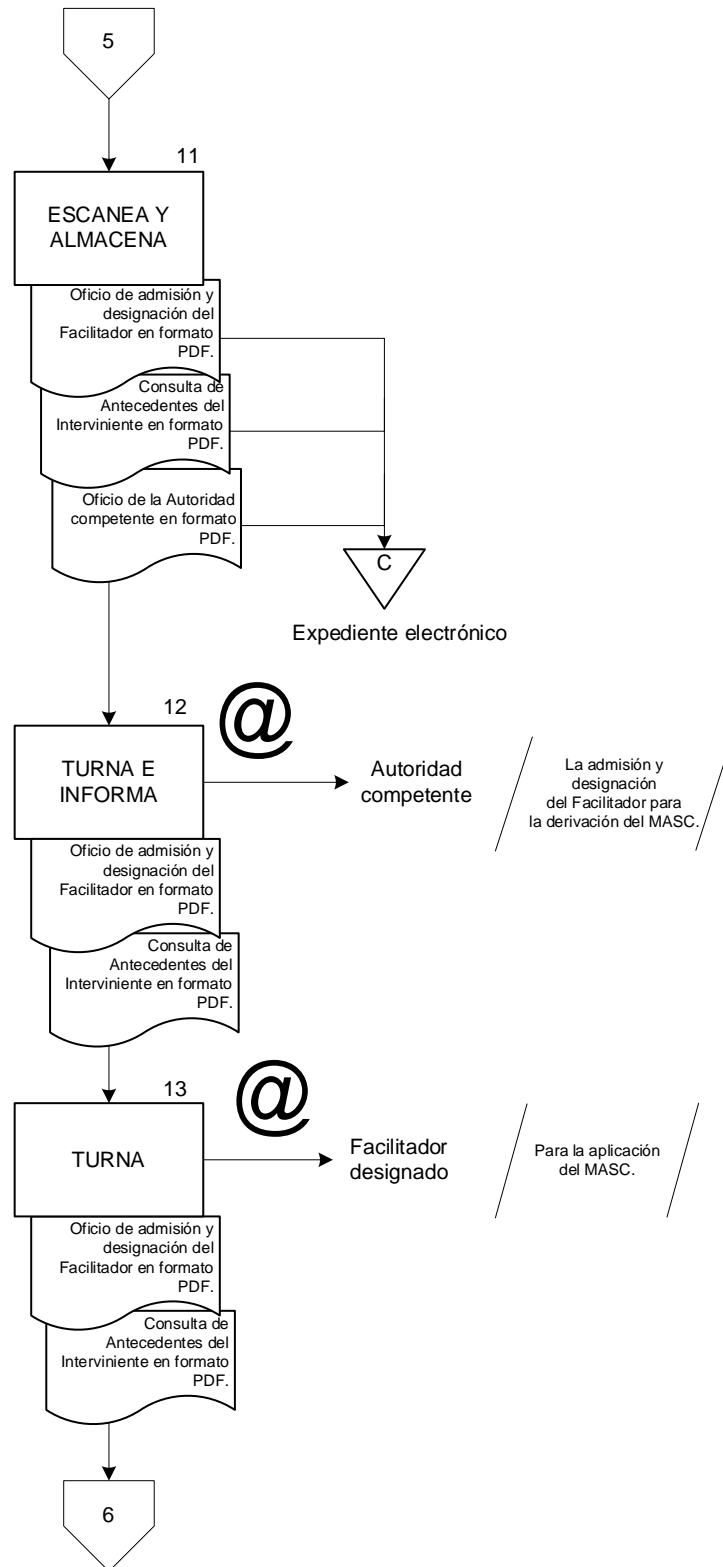 5
11
ESCANEA Y
ALMACENA
Oficio de admisión y
designación del
Facilitador en formato
PDF.
Consulta de
Antecedentes del
Interviniente en formato
PDF.
Oficio de la Autoridad
competente en formato
PDF.
C
Expediente electrónico
12
@
TURNA E
INFORMA
Autoridad
competente
La admisión y
designación
del Facilitador para
la derivación del MASC.
Oficio de admisión y
designación del
Facilitador en formato
PDF.
Consulta de
Antecedentes del
Interviniente en formato
PDF.
13
@
TURNA
Facilitador
designado
Para la aplicación
del MASC.
Oficio de admisión y
designación del
Facilitador en formato
PDF.
Consulta de
Antecedentes del
Interviniente en formato
PDF.
6